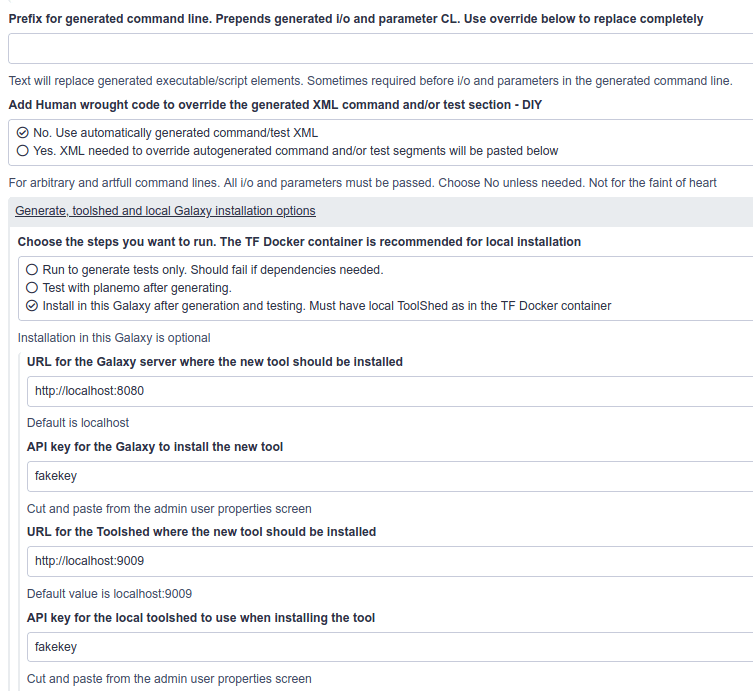 Prefix for generated command line. Prepends generated i/o and parameter CL. Use override below to replace completely
Text will replace generated executable/script elements. Sometimes required before i/o and parameters in the generated command line.
Add Human wrought code to override the generated XML command and/or test section - DIY
No. Use automatically generated command/test XML
Yes. XML needed to override autogenerated command and/or test segments will be pasted below
For arbitrary and artfull command lines. All i/o and parameters must be passed. Choose No unless needed. Not for the faint of heart
Generate, toolshed and local Galaxy installation options
Choose the steps you want to run. The TF Docker container is recommended for local installation
Run to generate tests only. Should fail if dependencies needed.
Test with planemo after generating.
Install in this Galaxy after generation and testing. Must have local ToolShed as in the TF Docker container
Installation in this Galaxy is optional
URL for the Galaxy server where the new tool should be installed
http://localhost:8080
Default is localhost
API key for the Galaxy to install the new tool
fakekey
Cut and paste from the admin user properties screen
URL for the Toolshed where the new tool should be installed
http://localhost:9009
Default value is localhost:9009
API key for the local toolshed to use when installing the tool
fakekey
Cut and paste from the admin user properties screen